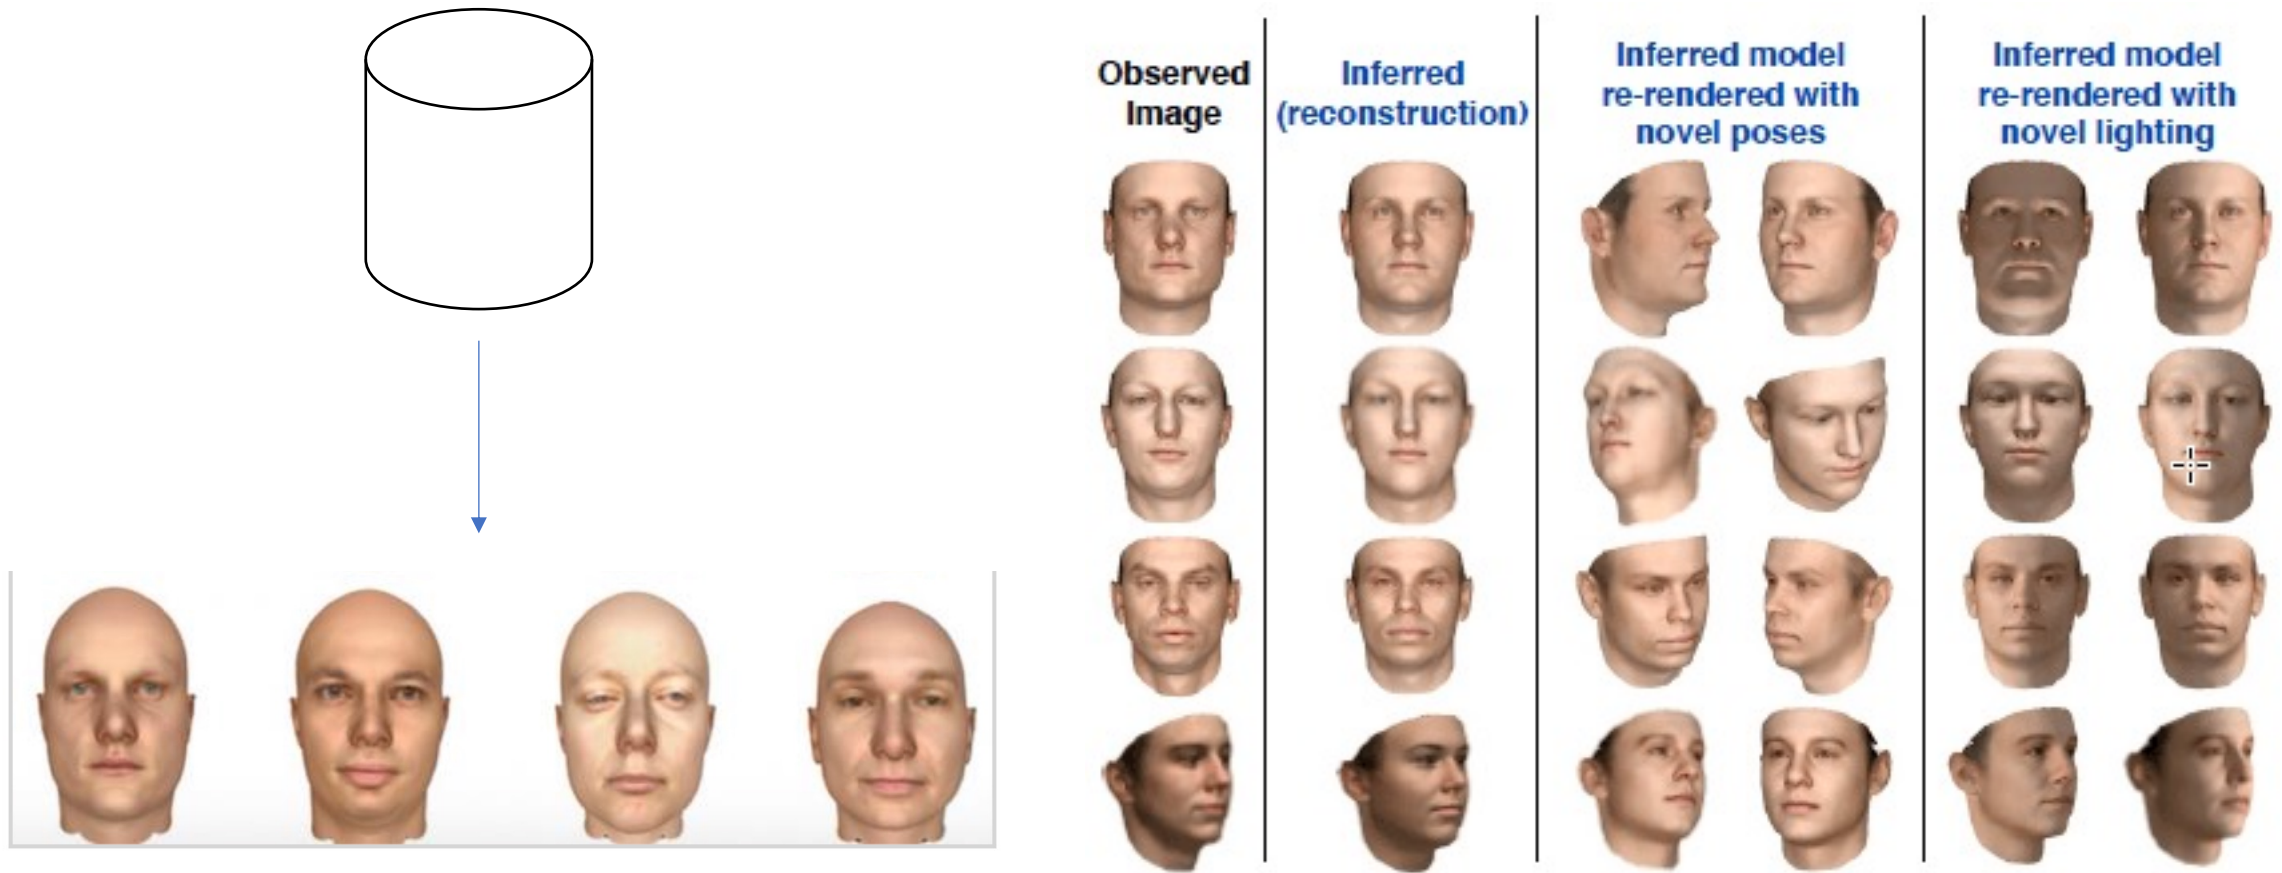 Observed
Image
Inferred
(reconstruction)
Inferred model
re-rendered with
novel poses
Inferred model
re-rendered with
novel lighting